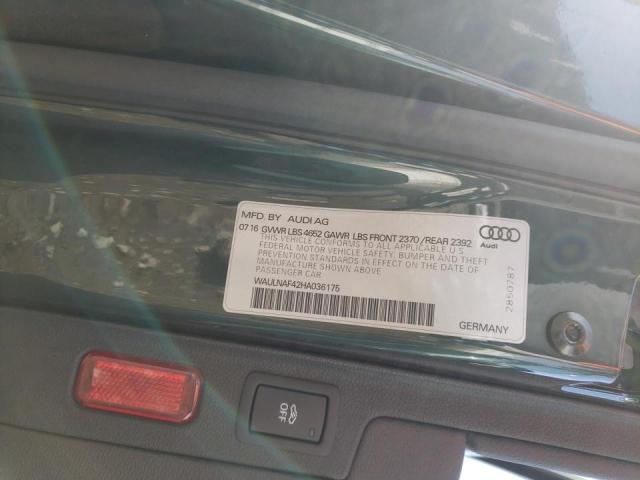 MFD. BY AUDI AG
07 16 GVWR LBS 4652 GAWR LBS FRONT 2370 / REAR 2392
THIS VEHICLE CONFORMS TO ALL APPLICABLE U.S
FEDERAL MOTOR VEHICLE SAFETY, BUMPER AND THEFT
PREVENTION STANDARDS IN EFFECT ON THE DATE OF
MANUFACTURE SHOWN ABOVE.
PASSENGER CAR
WAULNAF42HA036175
GERMANY
Audi
2850787
OFF